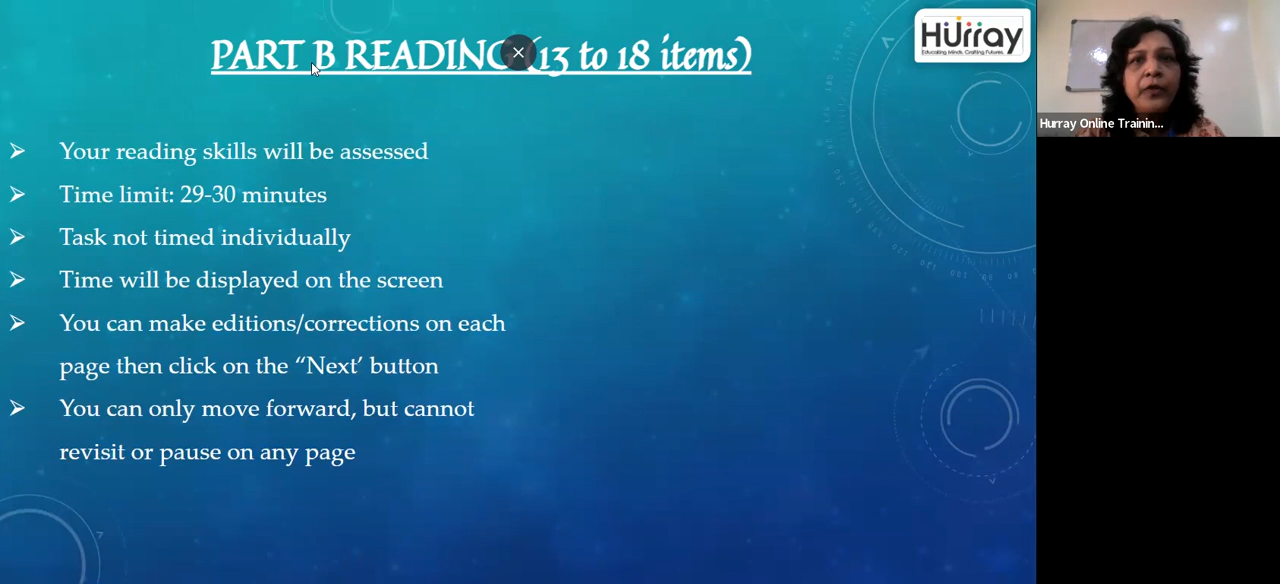 PART B READING (13 to 18 items)
Hurray
Educating Minds. Crafting Futures.
Hurray Online Trainin...
Your reading skills will be assessed
Time limit: 29-30 minutes
Task not timed individually
Time will be displayed on the screen
You can make editions/corrections on each
page then click on the “Next’ button
You can only move forward, but cannot
revisit or pause on any page